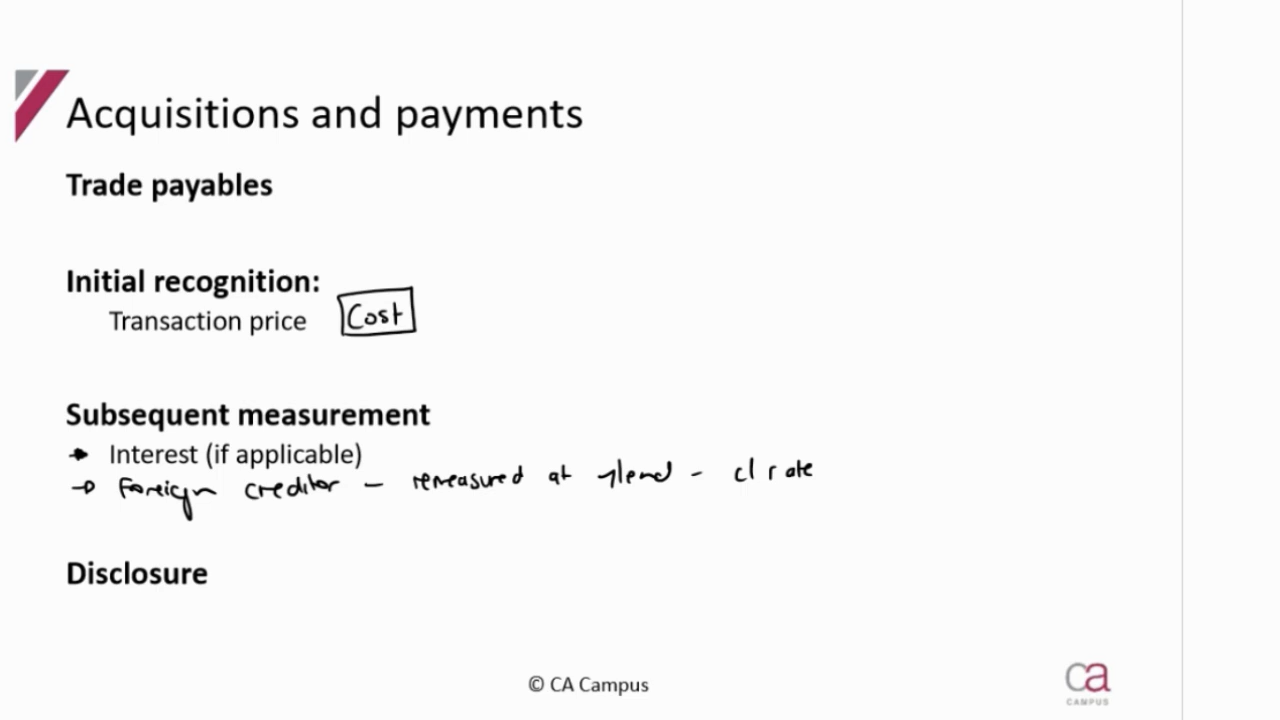 Acquisitions and payments
Trade payables
Initial recognition:
Transaction price Cost
Subsequent measurement
Interest (if applicable)
Foreign creditor - remeasured at y/end - cl rate
Disclosure
© CA Campus
ca
CAMPUS